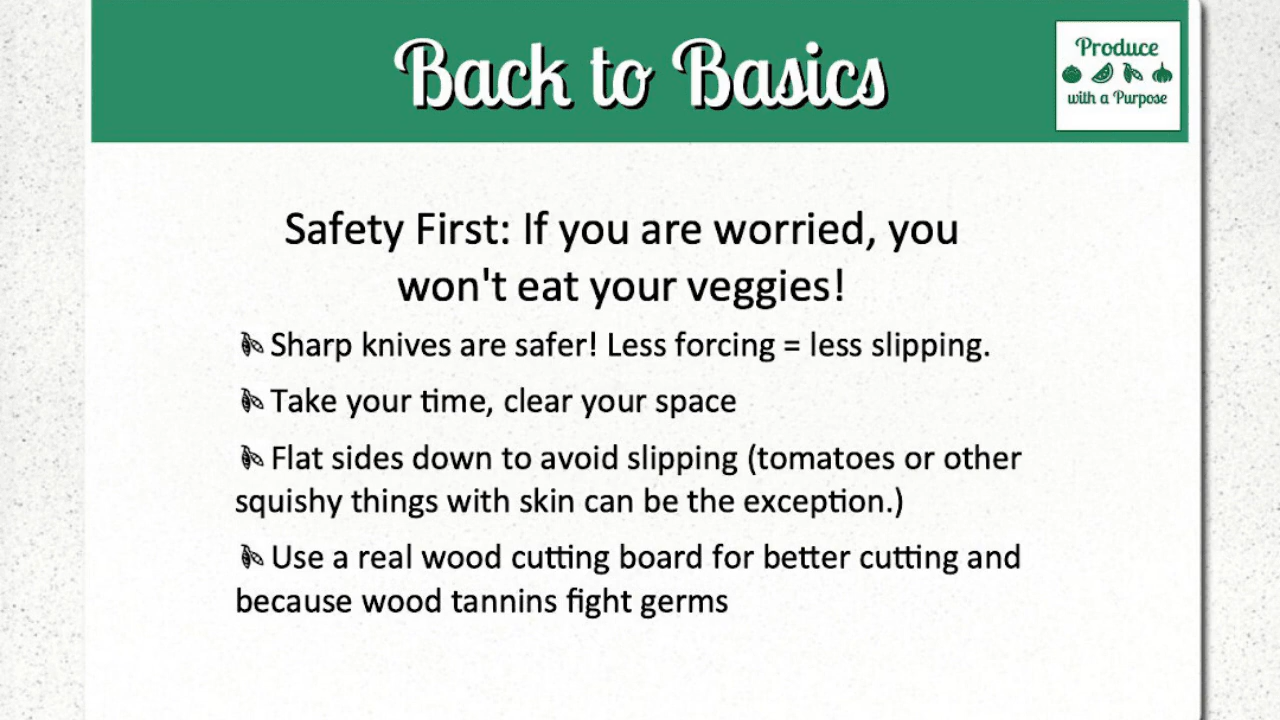 Back to Basics
Produce
with a Purpose
Safety First: If you are worried, you
won't eat your veggies!
Sharp knives are safer! Less forcing = less slipping.
Take your time, clear your space
Flat sides down to avoid slipping (tomatoes or other
squishy things with skin can be the exception.)
Use a real wood cutting board for better cutting and
because wood tannins fight germs